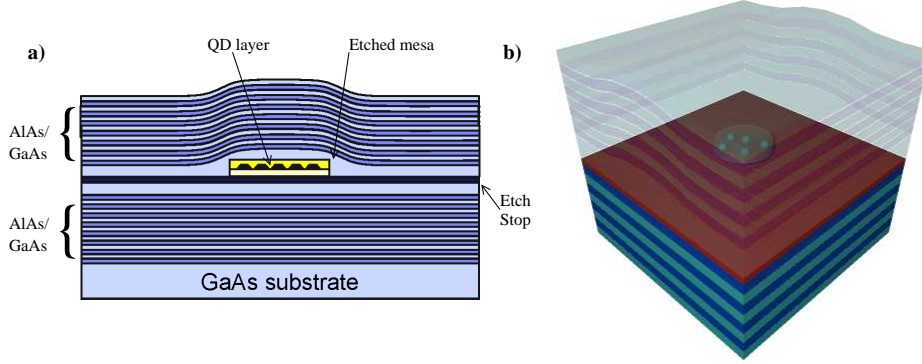 a)
QD layer
Etched mesa
AlAs/
GaAs
AlAs/
GaAs
Etch
Stop
GaAs substrate
b)